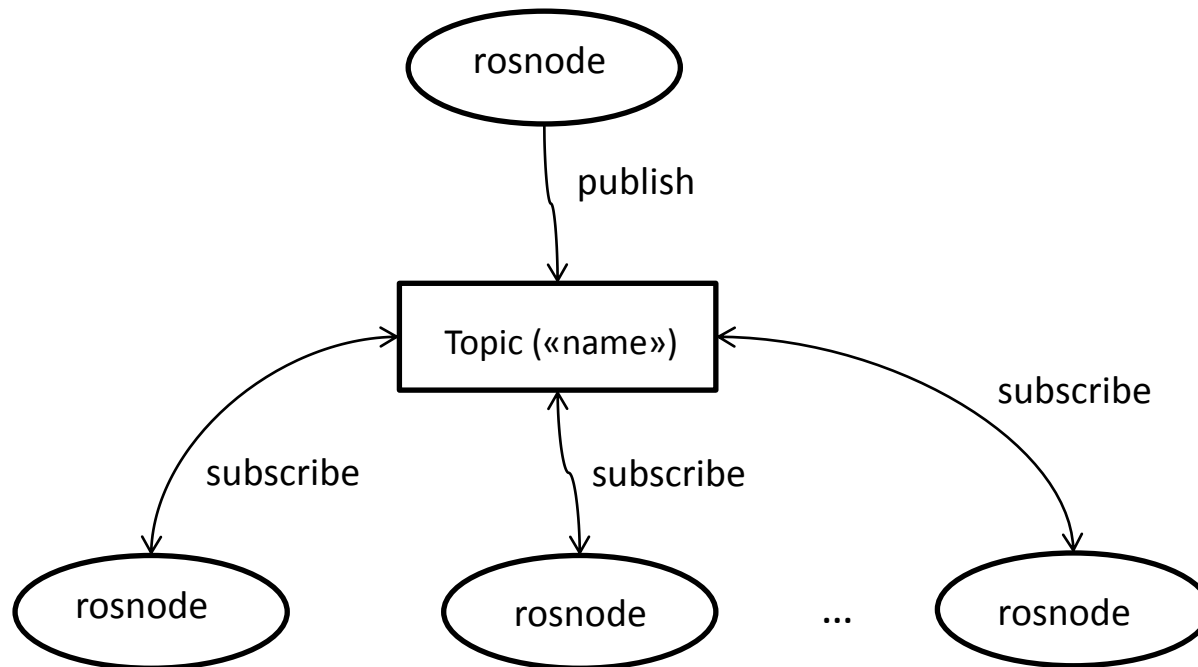 rosnode
publish
Topic («name»)
subscribe
subscribe
subscribe
rosnode
rosnode
...
rosnode